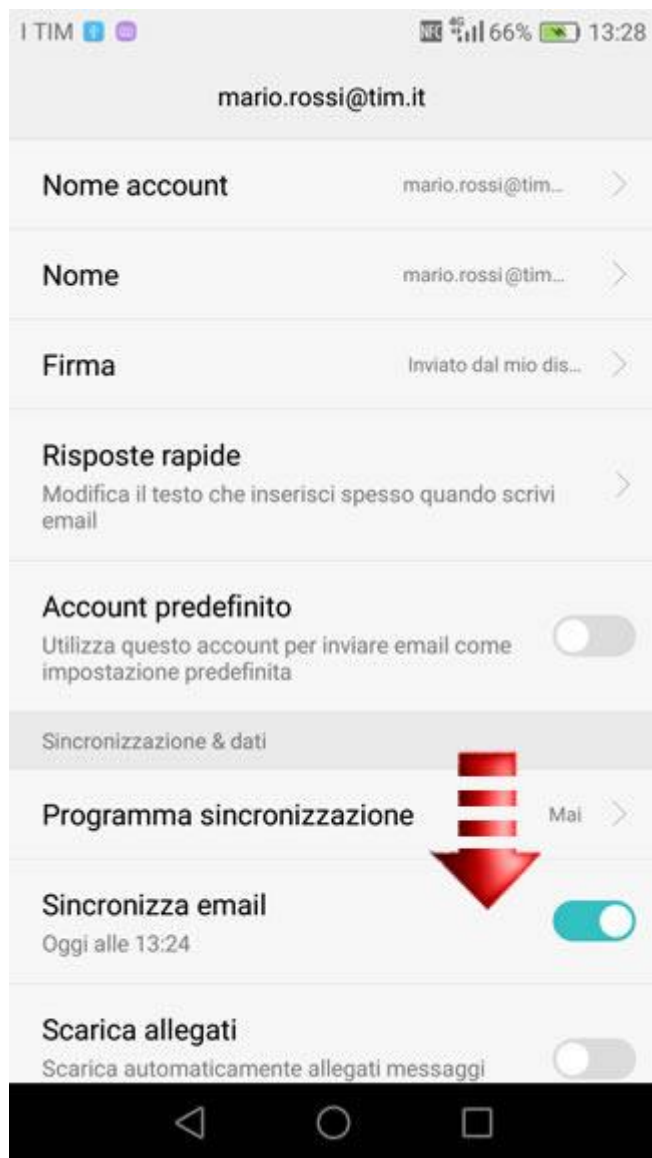 I TIM NFC 4G 66% 13:28
mario.rossi@tim.it
Nome account mario.rossi@tim...
Nome mario.rossi@tim...
Firma Inviato dal mio dis...
Risposte rapide
Modifica il testo che inserisci spesso quando scrivi
email
Account predefinito
Utilizza questo account per inviare email come
impostazione predefinita
Sincronizzazione & dati
Programma sincronizzazione Mai
Sincronizza email
Oggi alle 13:24
Scarica allegati
Scarica automaticamente allegati messaggi